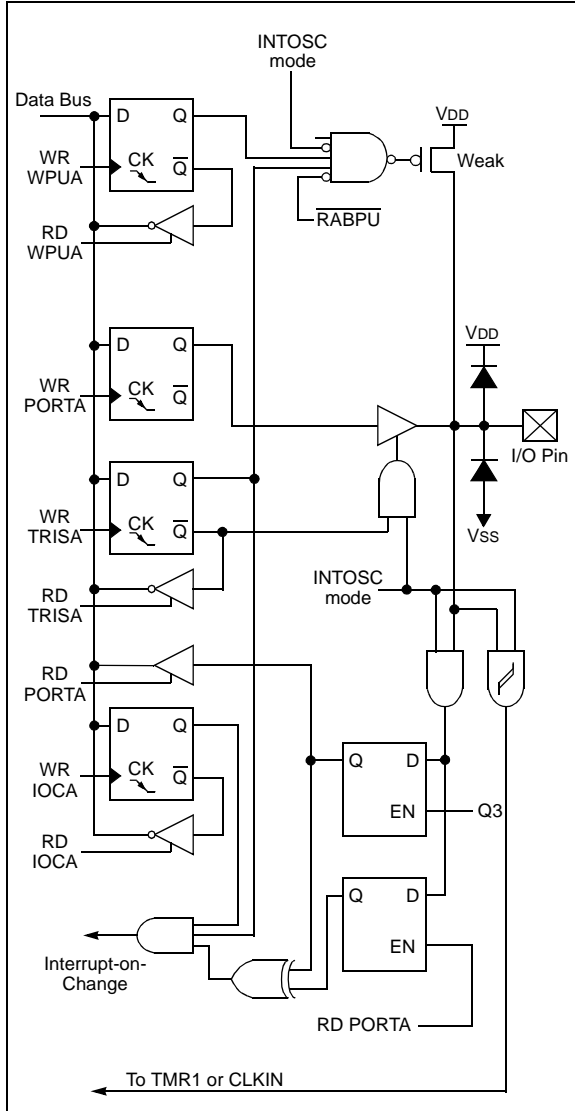 INTOSC
mode
Data Bus
D Q
VDD
WR
WPUA
CK
Q
Weak
RD
WPUA
RABPU
D Q
VDD
WR
PORTA
CK
Q
I/O Pin
D Q
WR
TRISA
CK
Q
VSS
INTOSC
mode
RD
TRISA
RD
PORTA
D Q
WR
IOCA
CK
Q
Q D
EN
Q3
RD
IOCA
Q D
EN
Interrupt-on-
Change
RD PORTA
To TMR1 or CLKIN